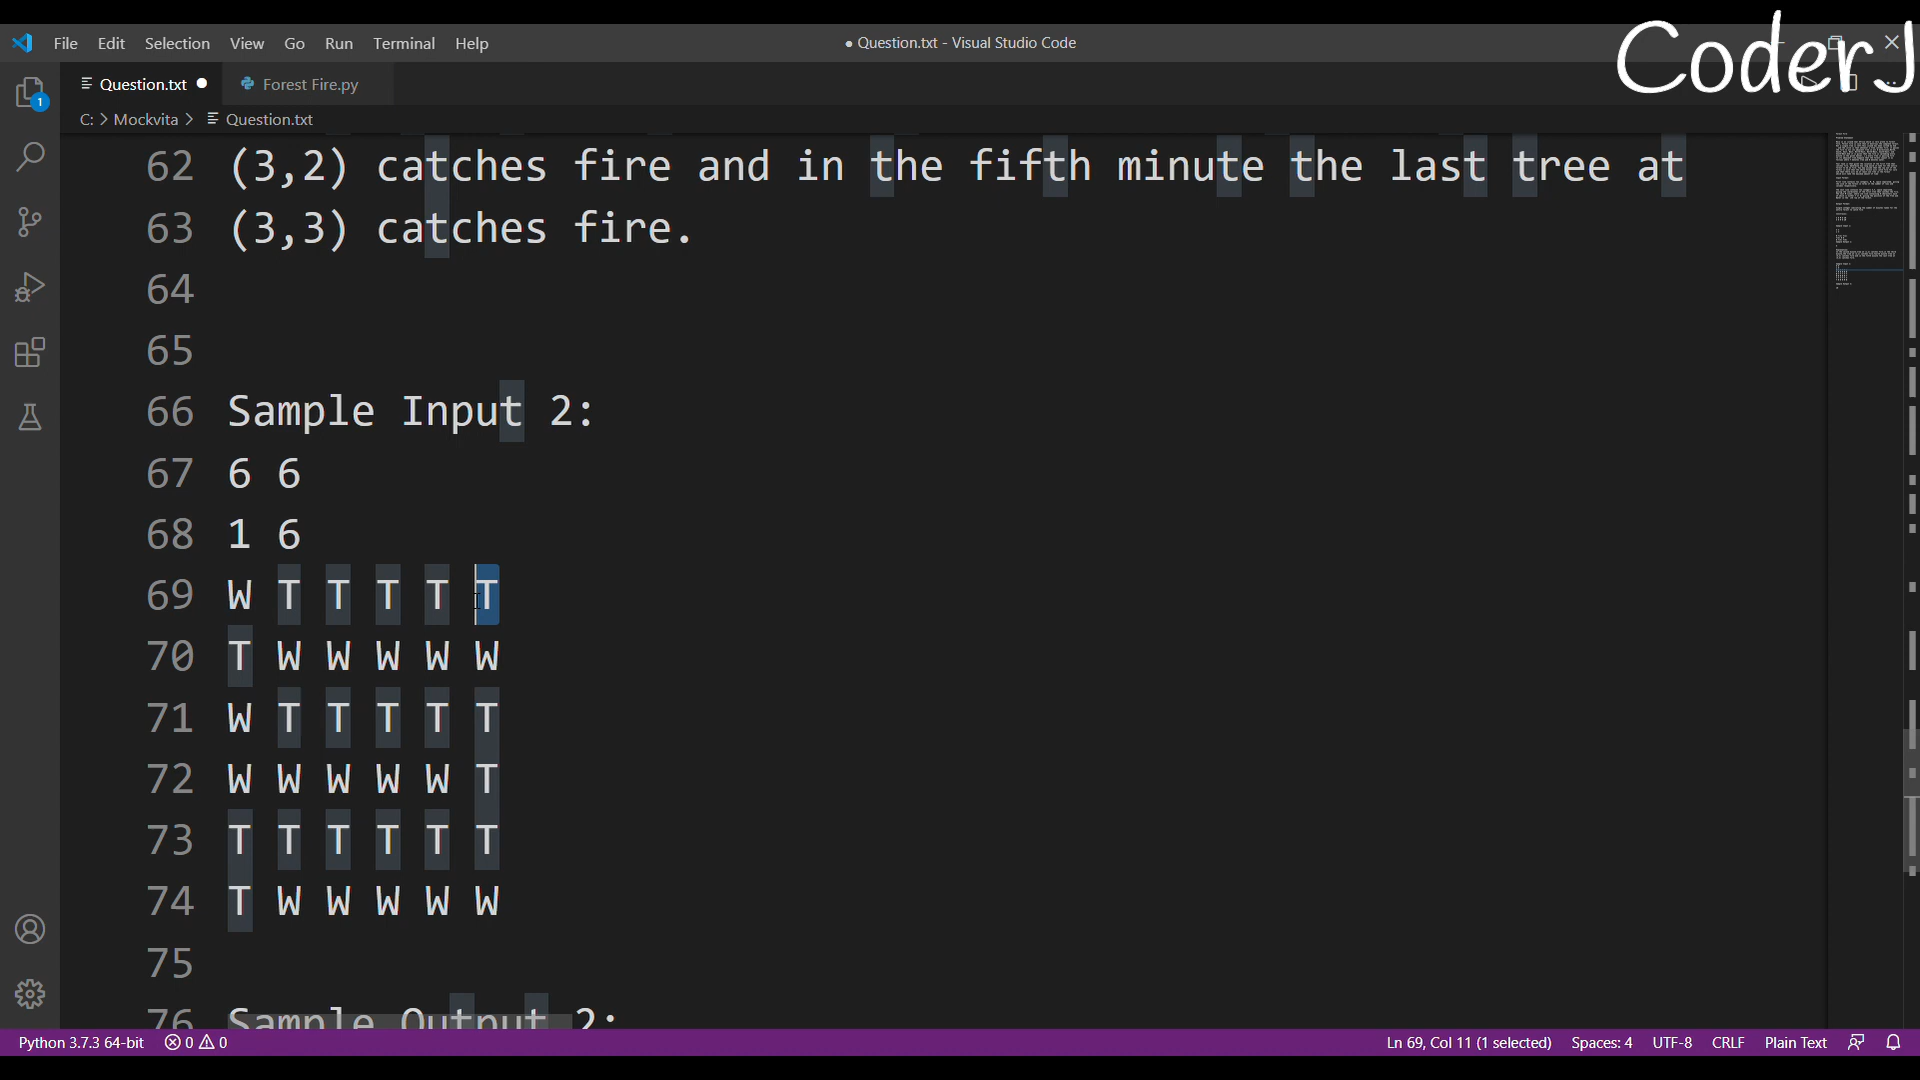 File Edit Selection View Go Run Terminal Help
● Question.txt - Visual Studio Code
CoderJ
Question.txt ●
Forest Fire.py
1
C: > Mockvita > Question.txt
62 (3,2) catches fire and in the fifth minute the last tree at
63 (3,3) catches fire.
64
65
66 Sample Input 2:
67 6 6
68 1 6
69 W T T T T T
70 T W W W W W
71 W T T T T T
72 W W W W W T
73 T T T T T T
74 T W W W W W
75
76 Sample Output 2:
Python 3.7.3 64-bit 0 0 Ln 69, Col 11 (1 selected) Spaces: 4 UTF-8 CRLF Plain Text